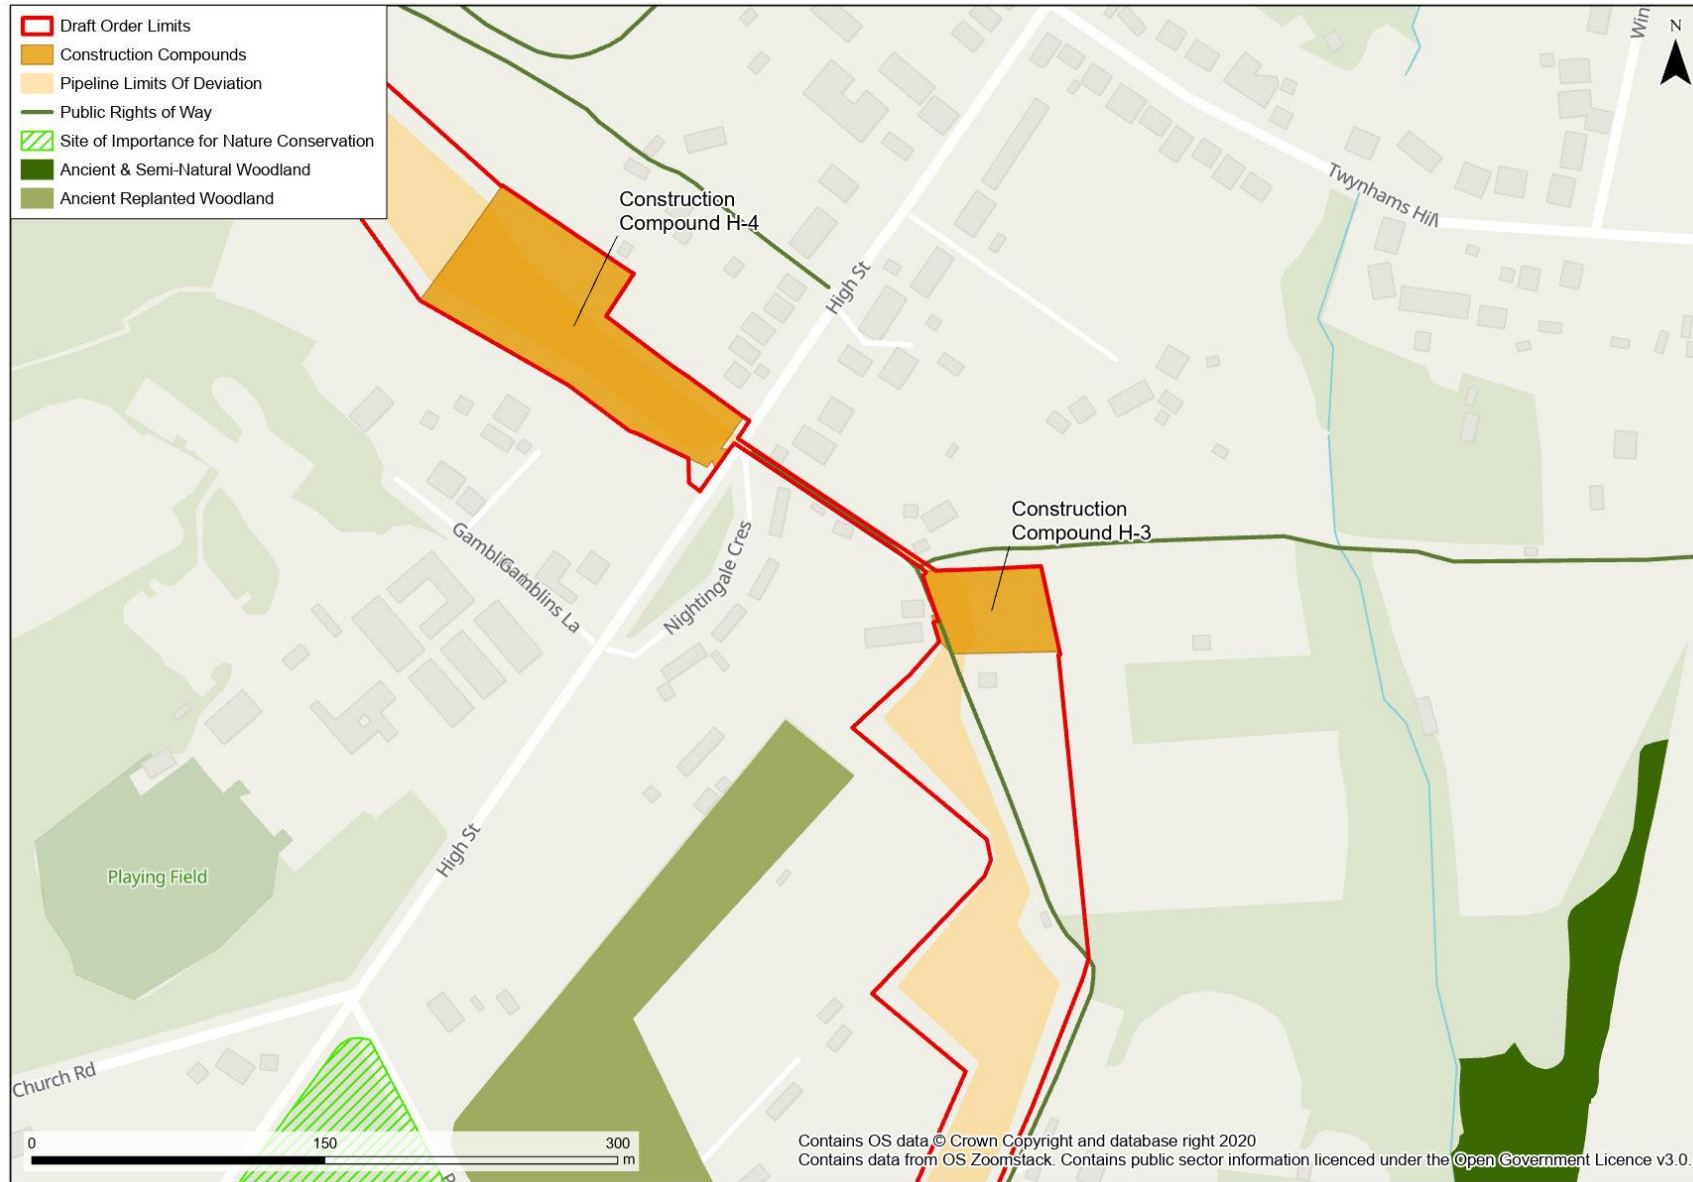 Draft Order Limits
Construction Compounds
Pipeline Limits Of Deviation
Public Rights of Way
Site of Importance for Nature Conservation
Ancient & Semi-Natural Woodland
Ancient Replanted Woodland
N
Win
Construction
Compound H-4
Twynhams Hill
High St
Construction
Compound H-3
Gamblin
Gamblins La
Nightingale Cres
High St
Playing Field
Church Rd
0 150 300
m
Contains OS data © Crown Copyright and database right 2020
Contains data from OS Zoomstack. Contains public sector information licenced under the Open Government Licence v3.0.